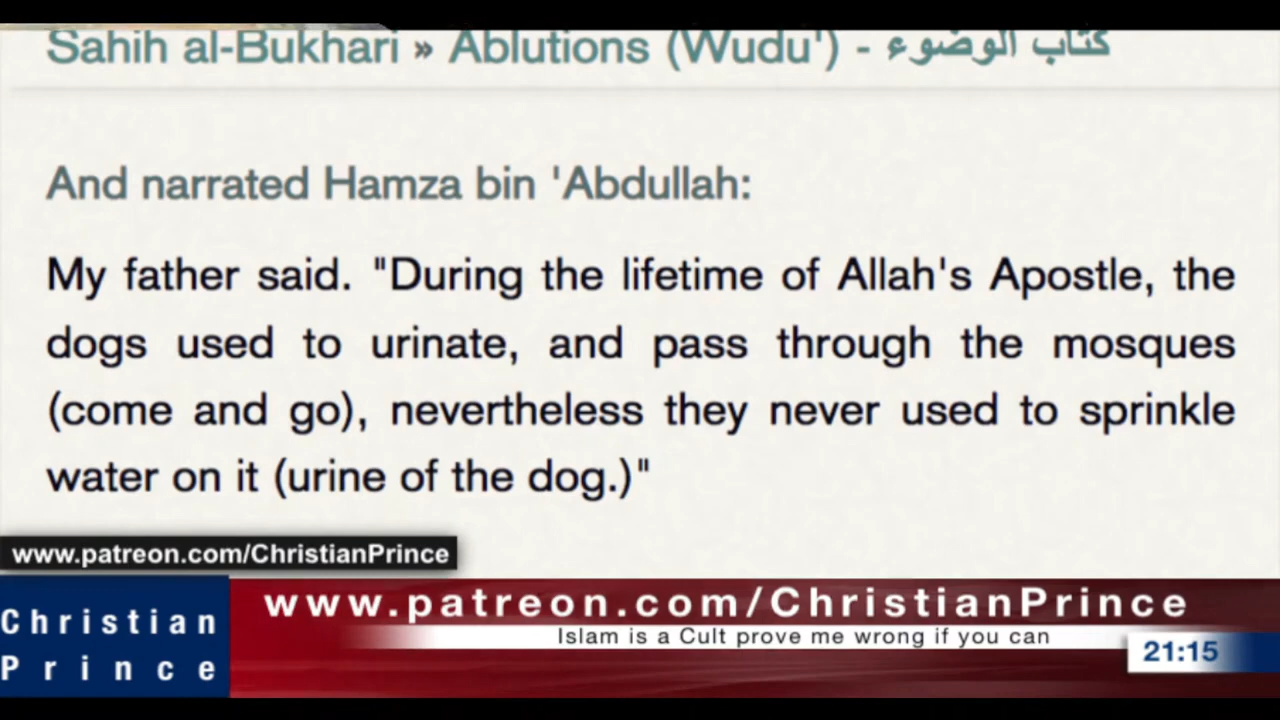 Sahih al-Bukhari » Ablutions (Wudu') - كتاب الوضوء
And narrated Hamza bin 'Abdullah:
My father said. "During the lifetime of Allah's Apostle, the
dogs used to urinate, and pass through the mosques
(come and go), nevertheless they never used to sprinkle
water on it (urine of the dog.)"
www.patreon.com/ChristianPrince
Christian
Prince
www.patreon.com/ChristianPrince
Islam is a Cult prove me wrong if you can
21:15